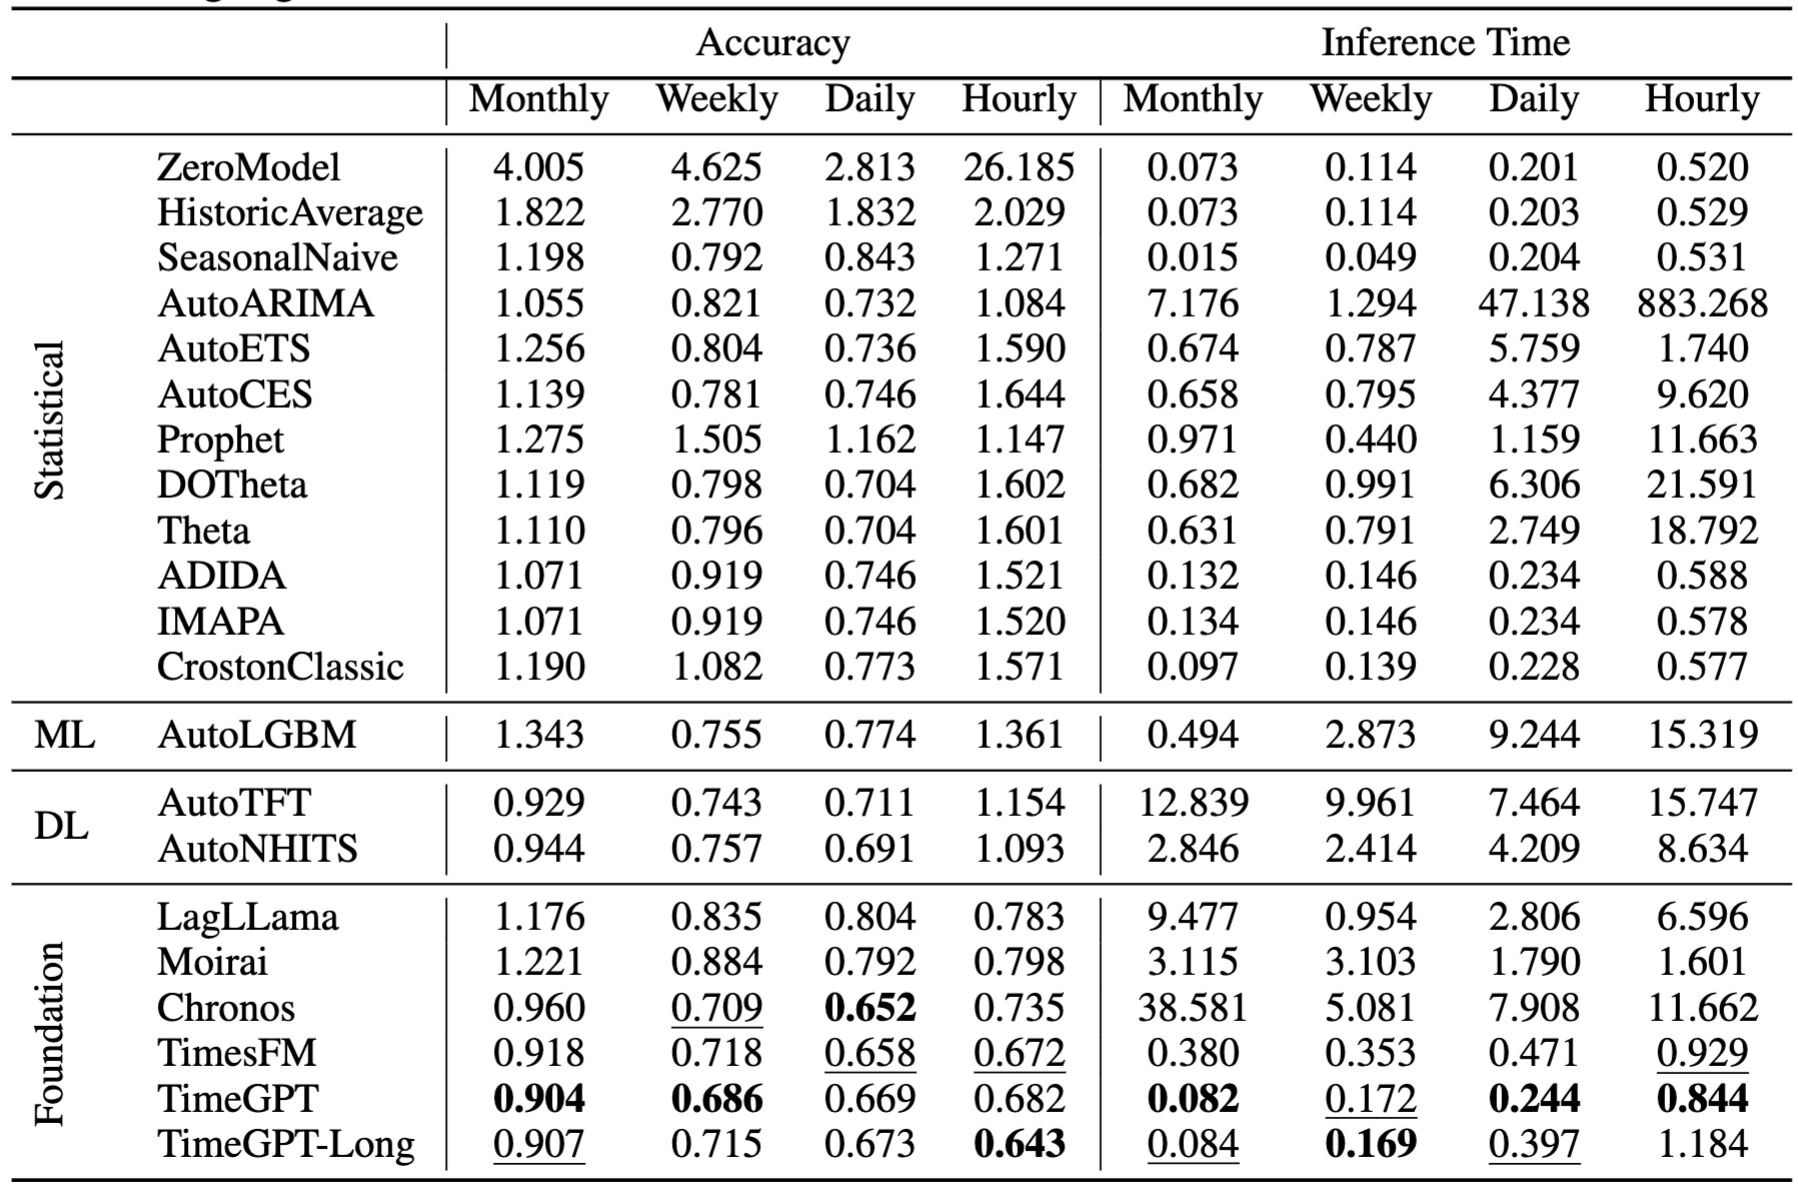 Accuracy Inference Time
Monthly Weekly Daily Hourly Monthly Weekly Daily Hourly
Statistical
ZeroModel 4.005 4.625 2.813 26.185 0.073 0.114 0.201 0.520
HistoricAverage 1.822 2.770 1.832 2.029 0.073 0.114 0.203 0.529
SeasonalNaive 1.198 0.792 0.843 1.271 0.015 0.049 0.204 0.531
AutoARIMA 1.055 0.821 0.732 1.084 7.176 1.294 47.138 883.268
AutoETS 1.256 0.804 0.736 1.590 0.674 0.787 5.759 1.740
AutoCES 1.139 0.781 0.746 1.644 0.658 0.795 4.377 9.620
Prophet 1.275 1.505 1.162 1.147 0.971 0.440 1.159 11.663
DOTheta 1.119 0.798 0.704 1.602 0.682 0.991 6.306 21.591
Theta 1.110 0.796 0.704 1.601 0.631 0.791 2.749 18.792
ADIDA 1.071 0.919 0.746 1.521 0.132 0.146 0.234 0.588
IMAPA 1.071 0.919 0.746 1.520 0.134 0.146 0.234 0.578
CrostonClassic 1.190 1.082 0.773 1.571 0.097 0.139 0.228 0.577
ML AutoLGBM 1.343 0.755 0.774 1.361 0.494 2.873 9.244 15.319
DL
AutoTFT 0.929 0.743 0.711 1.154 12.839 9.961 7.464 15.747
AutoNHITS 0.944 0.757 0.691 1.093 2.846 2.414 4.209 8.634
Foundation
LagLLama 1.176 0.835 0.804 0.783 9.477 0.954 2.806 6.596
Moirai 1.221 0.884 0.792 0.798 3.115 3.103 1.790 1.601
Chronos 0.960 0.709 0.652 0.735 38.581 5.081 7.908 11.662
TimesFM 0.918 0.718 0.658 0.672 0.380 0.353 0.471 0.929
TimeGPT 0.904 0.686 0.669 0.682 0.082 0.172 0.244 0.844
TimeGPT-Long 0.907 0.715 0.673 0.643 0.084 0.169 0.397 1.184